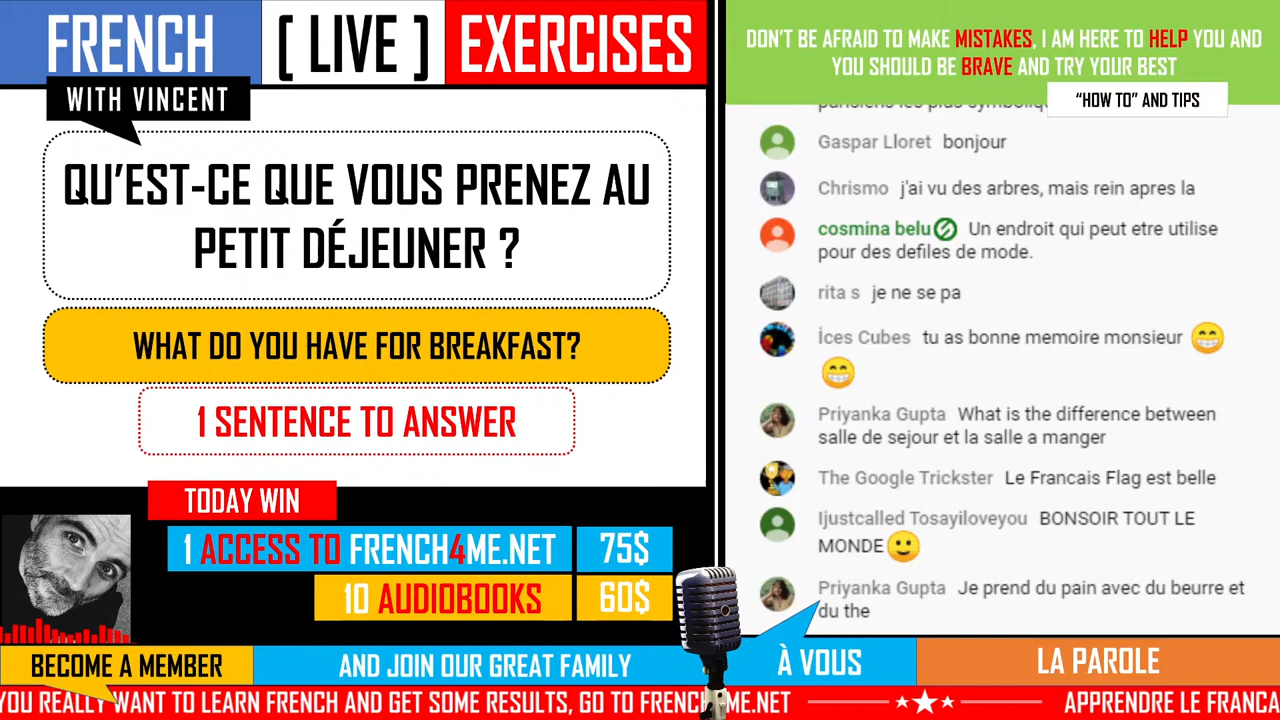 FRENCH [ LIVE ] EXERCISES
WITH VINCENT
QU'EST-CE QUE VOUS PRENEZ AU
PETIT DÉJEUNER ?
WHAT DO YOU HAVE FOR BREAKFAST?
1 SENTENCE TO ANSWER
TODAY WIN
1 ACCESS TO FRENCH4ME.NET 75$
10 AUDIOBOOKS 60$
DON'T BE AFRAID TO MAKE MISTAKES, I AM HERE TO HELP YOU AND
YOU SHOULD BE BRAVE AND TRY YOUR BEST
"HOW TO" AND TIPS
parisiens les plus
Gaspar Lloret bonjour
Chrismo j'ai vu des arbres, mais rein apres la
cosmina belu Un endroit qui peut etre utilise
pour des defiles de mode.
rita s je ne se pa
İces Cubes tu as bonne memoire monsieur 😁
😁
Priyanka Gupta What is the difference between
salle de sejour et la salle a manger
The Google Trickster Le Francais Flag est belle
Ijustcalled Tosayiloveyou BONSOIR TOUT LE
MONDE 🙂
Priyanka Gupta Je prend du pain avec du beurre et
du the
BECOME A MEMBER AND JOIN OUR GREAT FAMILY À VOUS LA PAROLE
YOU REALLY WANT TO LEARN FRENCH AND GET SOME RESULTS, GO TO FRENCH4ME.NET APPRENDRE LE FRANCA